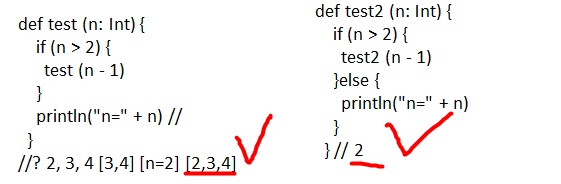 def test (n: Int) {
if (n > 2) {
test (n - 1)
}
println("n=" + n) //
}
//? 2, 3, 4 [3,4] [n=2] [2,3,4]
def test2 (n: Int) {
if (n > 2) {
test2 (n - 1)
}else {
println("n=" + n)
}
} // 2